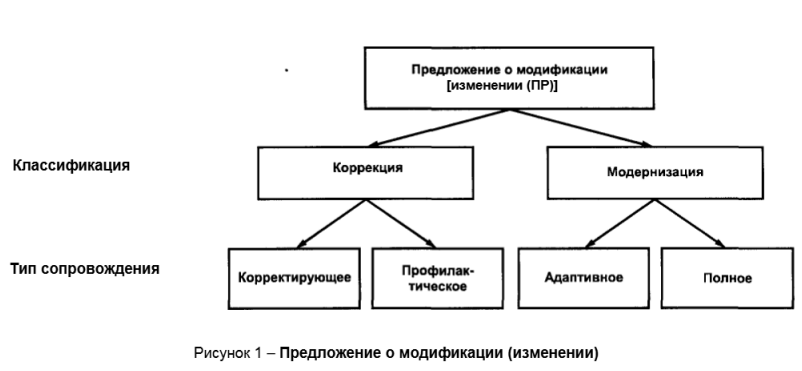 Предложение о модификации
[изменении (ПР)]
Классификация
Коррекция
Модернизация
Тип сопровождения
Корректирующее
Профилак-
тическое
Адаптивное
Полное
Рисунок 1 – Предложение о модификации (изменении)